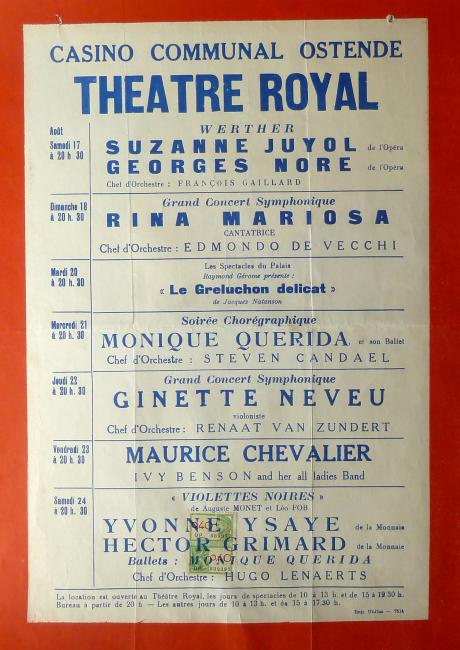 CASINO COMMUNAL OSTENDE
THEATRE ROYAL
Août
Samedi 17
à 20 h. 30
WERTHER
SUZANNE JUYOL de l'Opéra
GEORGES NORE de l'Opéra
Chef d'Orchestre : FRANÇOIS GAILLARD
Dimanche 18
à 20 h. 30
Grand Concert Symphonique
RINA MARIOSA
CANTATRICE
Chef d'Orchestre : EDMONDO DE VECCHI
Mardi 20
à 20 h. 30
Les Spectacles du Palais
Raymond Gérome présente :
« Le Greluchon delicat »
de Jacques Natanson
Mercredi 21
à 20 h. 30
Soirée Chorégraphique
MONIQUE QUERIDA, et son Ballet
Chef d'Orchestre : STEVEN CANDAEL
Jeudi 22
à 20 h. 30
Grand Concert Symphonique
GINETTE NEVEU
violoniste
Chef d'Orchestre : RENAAT VAN ZUNDERT
Vendredi 23
à 20 h. 30
MAURICE CHEVALIER
IVY BENSON and her all ladies Band
Samedi 24
à 20 h. 30
« VIOLETTES NOIRES »
de Auguste MONET et Léo FOB
YVONNE YSAYE de la Monnaie
HECTOR GRIMARD de la Monnaie
Ballets : MONIQUE QUERIDA
Chef d'Orchestre : HUGO LENAERTS
La location est ouverte au Théâtre Royal, les jours de spectacles de 10 à 13 h. et de 15 à 19.30 h.
Bureau à partir de 20 h. — Les autres jours de 10 à 13 h. et de 15 à 17.30 h.